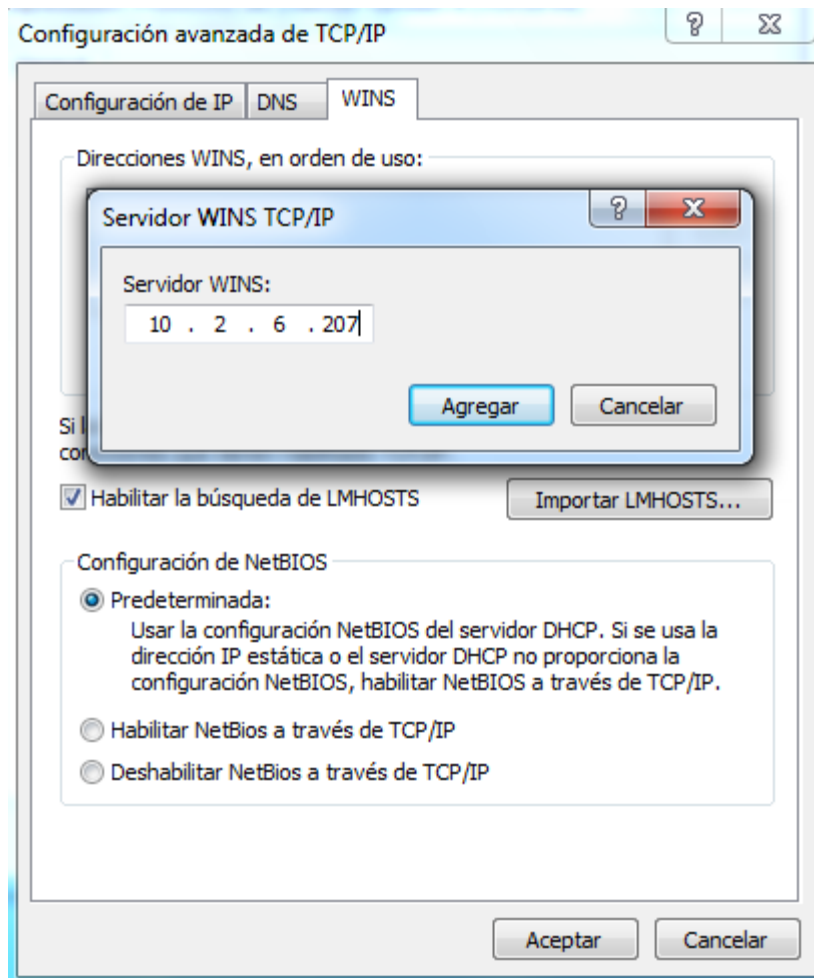 Configuración avanzada de TCP/IP
Configuración de IP DNS WINS
Direcciones WINS, en orden de uso:
Servidor WINS TCP/IP
Servidor WINS:
10 . 2 . 6 . 207
Agregar Cancelar
Si l
Habilitar la búsqueda de LMHOSTS Importar LMHOSTS...
Configuración de NetBIOS
Predeterminada:
Usar la configuración NetBIOS del servidor DHCP. Si se usa la
dirección IP estática o el servidor DHCP no proporciona la
configuración NetBIOS, habilitar NetBIOS a través de TCP/IP.
Habilitar NetBios a través de TCP/IP
Deshabilitar NetBios a través de TCP/IP
Aceptar Cancelar